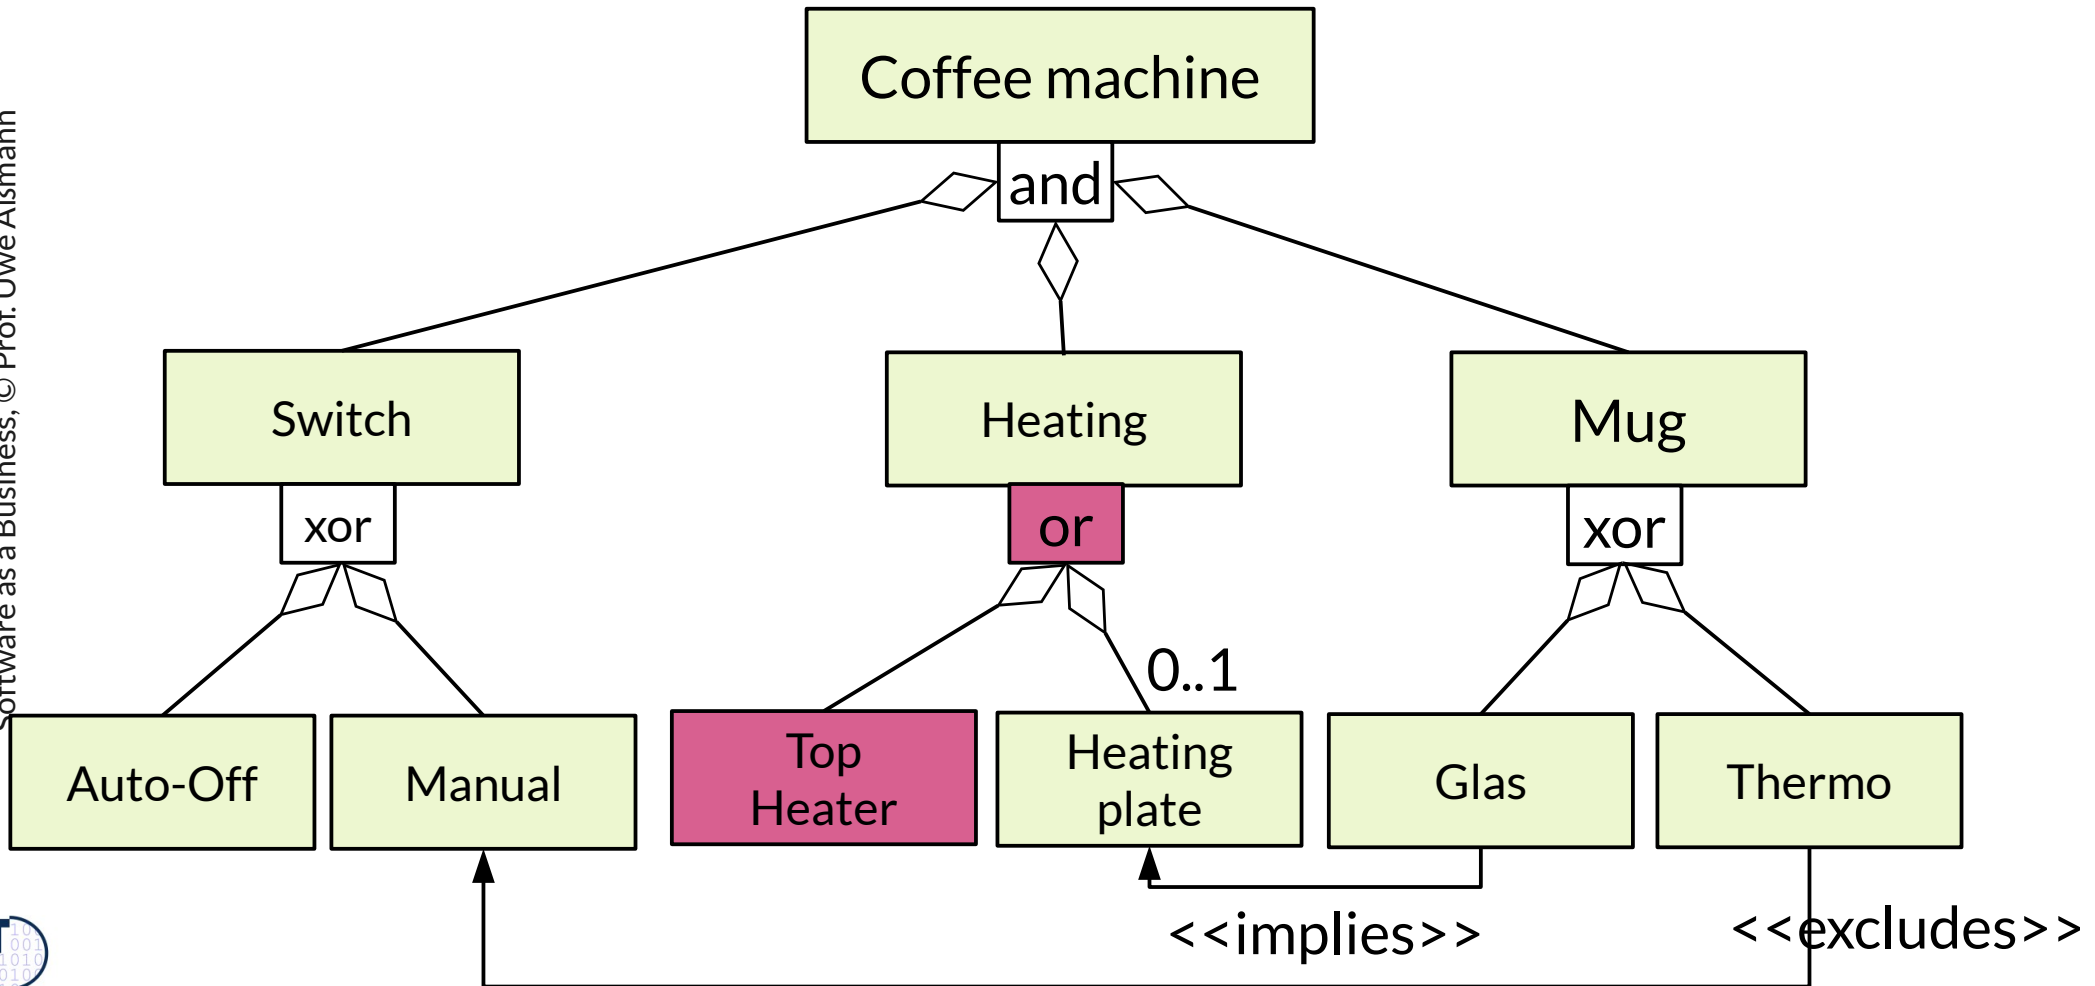 Coffee machine
and
Software as a Business, © Prof. Uwe Aßmann
Switch
Heating
Mug
xor
or
xor
0..1
Auto-Off
Manual
Top
Heater
Heating
plate
Glas
Thermo
<<implies>>
<<excludes>>